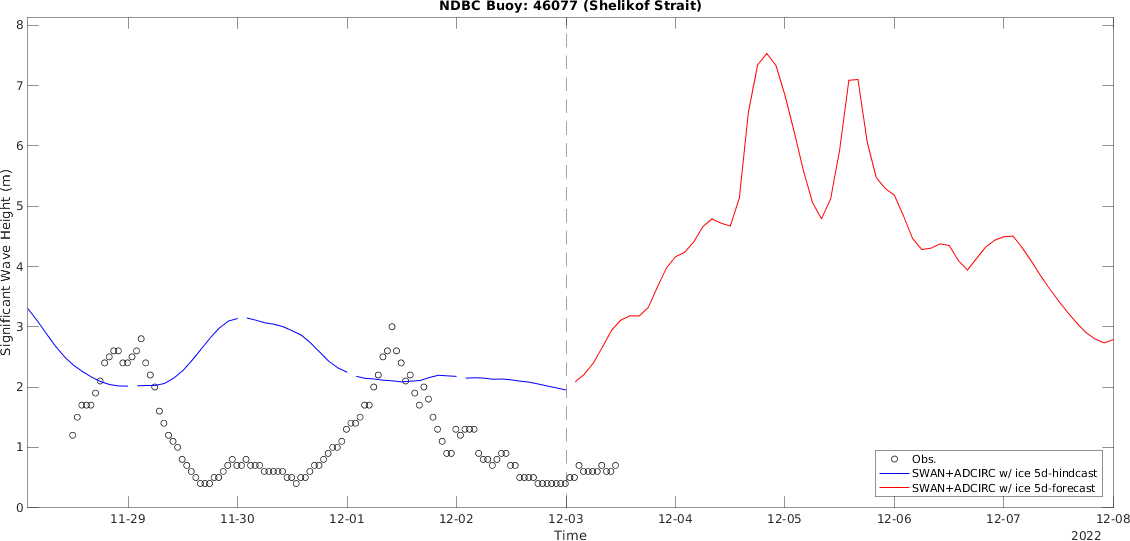 NDBC Buoy: 46077 (Shelikof Strait)
8
7
6
5
4
3
2
1
0
Significant Wave Height (m)
11-29 11-30 12-01 12-02 12-03 12-04 12-05 12-06 12-07 12-08
Time
2022
Obs.
SWAN+ADCIRC w/ ice 5d-hindcast
SWAN+ADCIRC w/ ice 5d-forecast